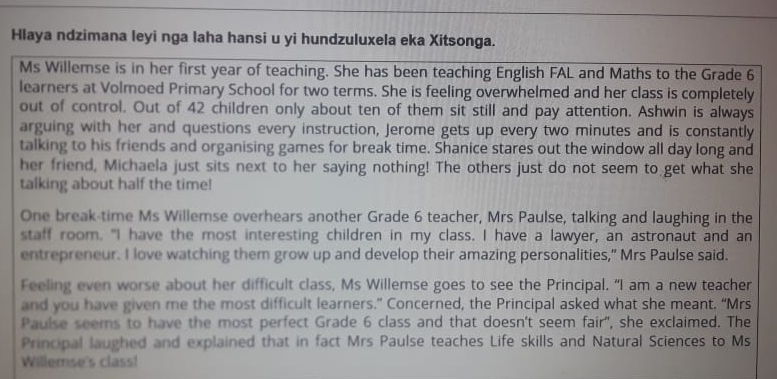 Hlaya ndzimana leyi nga laha hansi u yi hundzuluxela eka Xitsonga.
Ms Willemse is in her first year of teaching. She has been teaching English FAL and Maths to the Grade 6
learners at Volmoed Primary School for two terms. She is feeling overwhelmed and her class is completely
out of control. Out of 42 children only about ten of them sit still and pay attention. Ashwin is always
arguing with her and questions every instruction, Jerome gets up every two minutes and is constantly
talking to his friends and organising games for break time. Shanice stares out the window all day long and
her friend, Michaela just sits next to her saying nothing! The others just do not seem to get what she
talking about half the time!
One break-time Ms Willemse overhears another Grade 6 teacher, Mrs Paulse, talking and laughing in the
staff room. "I have the most interesting children in my class. I have a lawyer, an astronaut and an
entrepreneur. I love watching them grow up and develop their amazing personalities," Mrs Paulse said.
Feeling even worse about her difficult class, Ms Willemse goes to see the Principal. "I am a new teacher
and you have given me the most difficult learners." Concerned, the Principal asked what she meant. "Mrs
Paulse seems to have the most perfect Grade 6 class and that doesn't seem fair", she exclaimed. The
Principal laughed and explained that in fact Mrs Paulse teaches Life skills and Natural Sciences to Ms
Willemse's class!